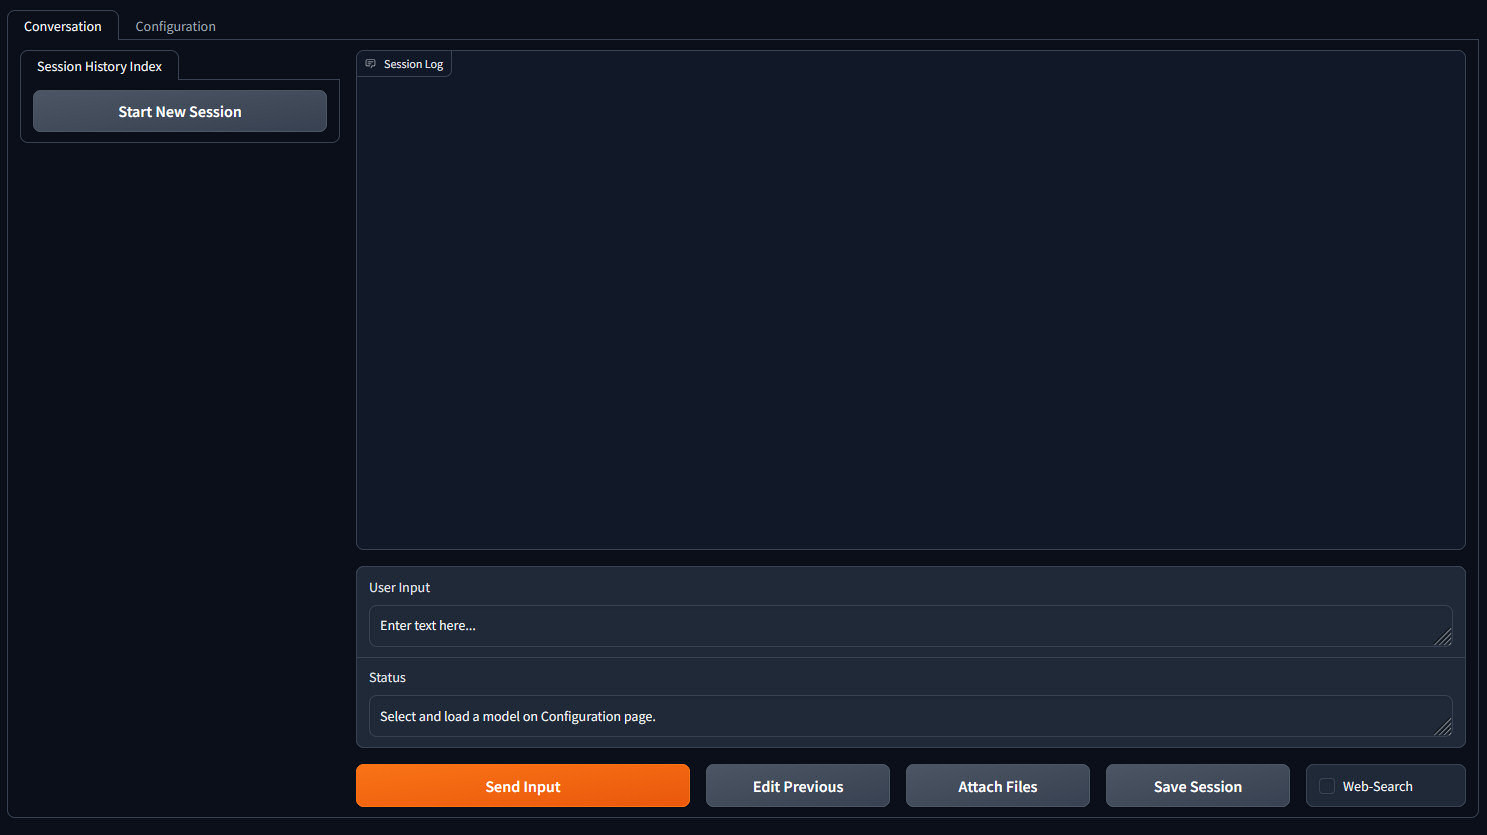 Conversation
Configuration
Session History Index
Start New Session
Session Log
User Input
Enter text here...
Status
Select and load a model on Configuration page.
Send Input
Edit Previous
Attach Files
Save Session
Web-Search